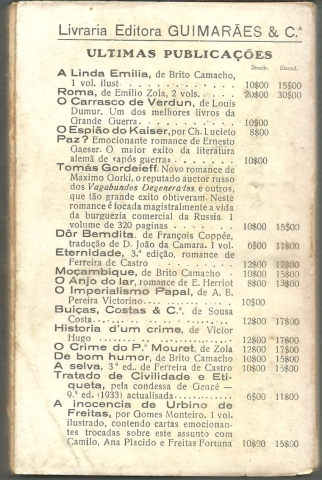 Livraria Editora GUIMARÃES & C.ª
ULTIMAS PUBLICAÇÕES
Broch. Encad.
A Linda Emilia, de Brito Camacho,
1 vol. ilust . . . . . . . . . . . 10$00 15$00
Roma, de Emilio Zola, 2 vols. . . . . 20$00 30$00
O Carrasco de Verdun, de Louis
Dumur. Um dos melhores livros da
Grande Guerra. . . . . . . . . . . 10$00
O Espião do Kaiser, por Ch. Lucieto 8$00
Paz? Emocionante romance de Ernesto
Gaeser. O maior exito da literatura
alemã de «após guerra» . . . . . . . 10$00
Tomás Gordeieff. Novo romance de
Maximo Gorki, o reputado auctor russo
dos Vagabundos Degenerados e outros,
que tão grande exito obtiveram. Neste
romance é focada magistralmente a vida
da burguezia comercial da Russia. 1
volume de 320 paginas . . . . . . . 10$00 15$00
Dôr Bemdita. de François Coppée,
tradução de D. João da Camara. 1 vol. 6$00 11$00
Eternidade, 3.ª edição, romance de
Ferreira de Castro . . . . . . . . . 12$00 17$00
Moçambique, de Brito Camacho . . . 10$00 15$00
O Anjo do lar, romance de E. Herriot 8$00 13$00
O Imperialismo Papal, de A. B.
Pereira Victorino. . . . . . . . . . 10$00
Buiças, Costas & C.ª, de Sousa
Costa. . . . . . . . . . . . . . . 12$00 17$00
Historia d'um crime, de Victor
Hugo . . . . . . . . . . . . . . . 12$00 17$00
O Crime do P.e Mouret, de Zola 12$00 17$00
De bom humor, de Brito Camacho 10$00 15$00
A selva, 3ª ed.. de Ferreira de Castro 10$00 15$00
Tratado de Civilidade e Eti-
queta, pela condessa de Gencé —
9.ª ed. (1933) actualisada. . . . . . . 6$00 11$00
A inocencia de Urbino de
Freitas, por Gomes Monteiro. 1 vol.
ilustrado, contendo cartas emocionan-
tes trocadas sobre este assunto com
Camilo, Ana Placido e Freitas Fortuna 10$00 15$00